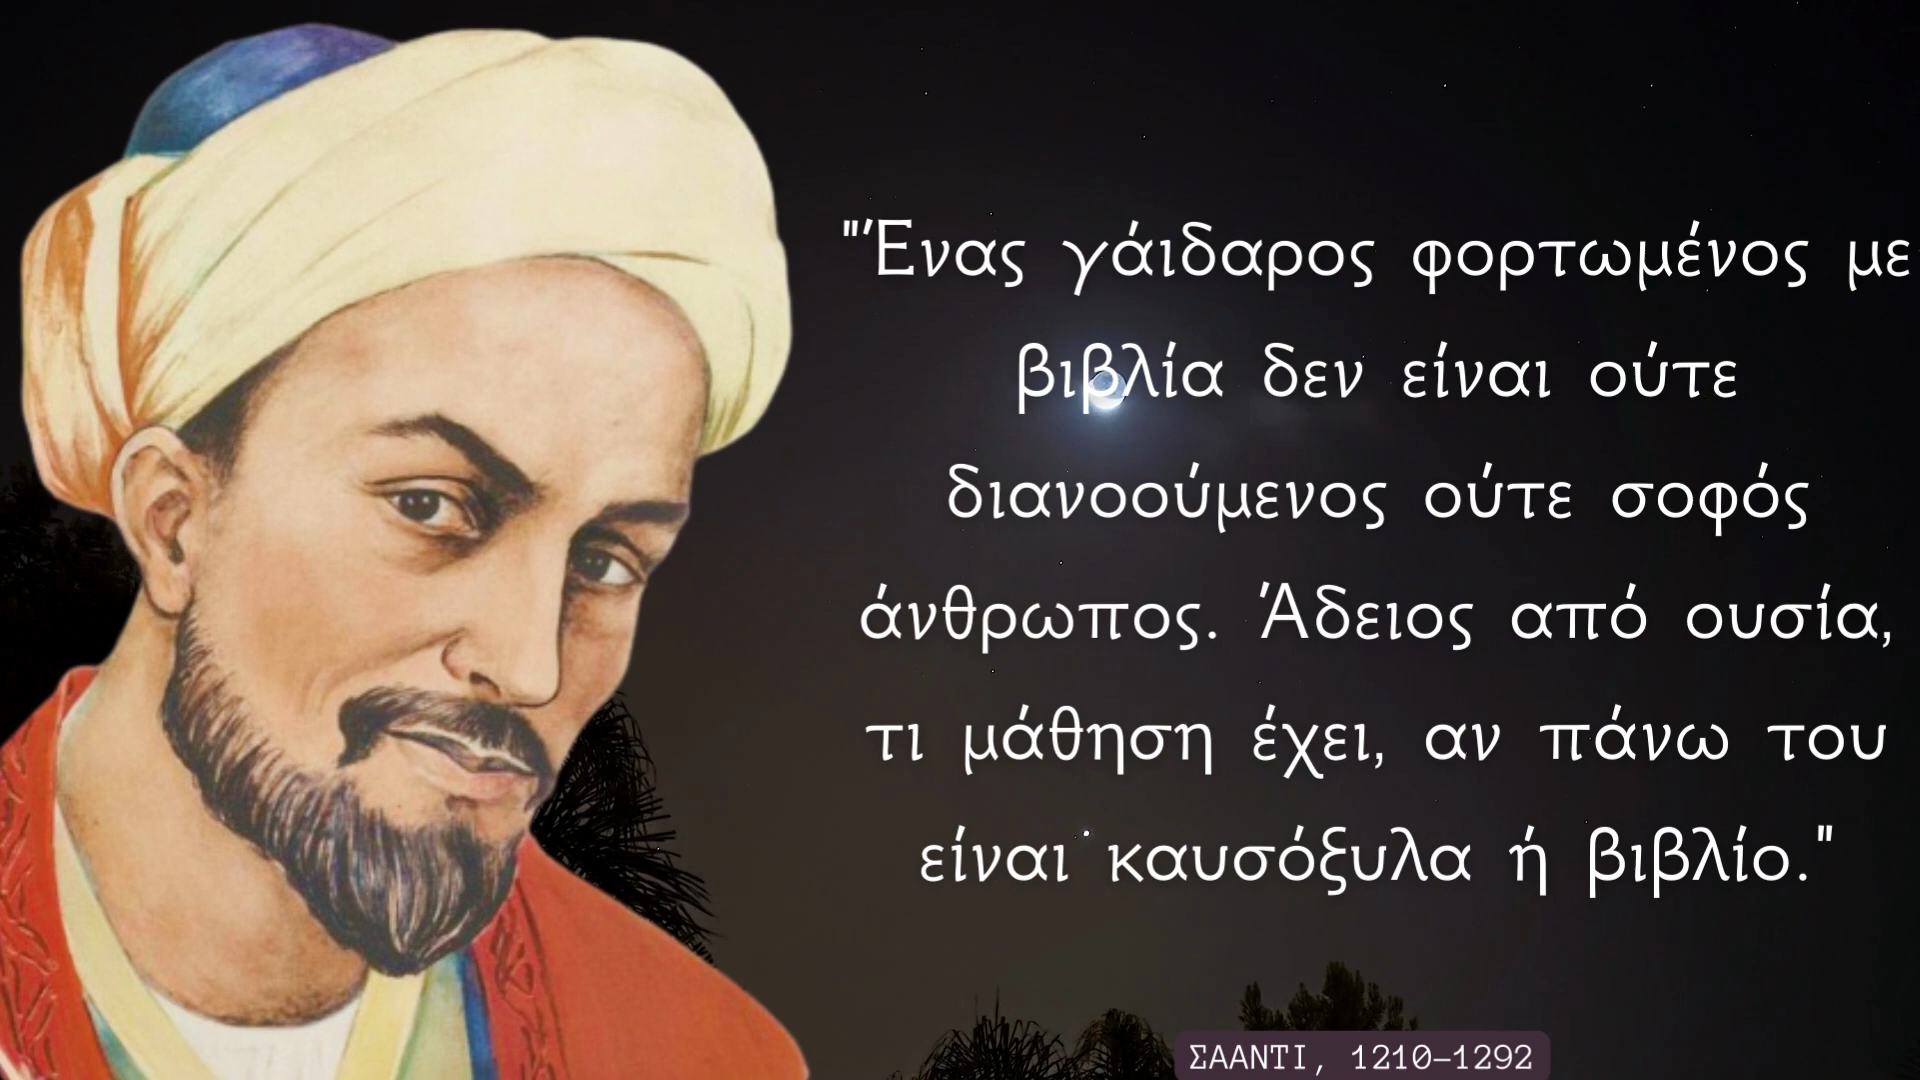 "Ένας γάιδαρος φορτωμένος με
βιβλία δεν είναι ούτε
διανοούμενος ούτε σοφός
άνθρωπος. Άδειος από ουσία,
τι μάθηση έχει, αν πάνω του
είναι καυσόξυλα ή βιβλίο."
ΣΑΑΝΤΙ, 1210-1292